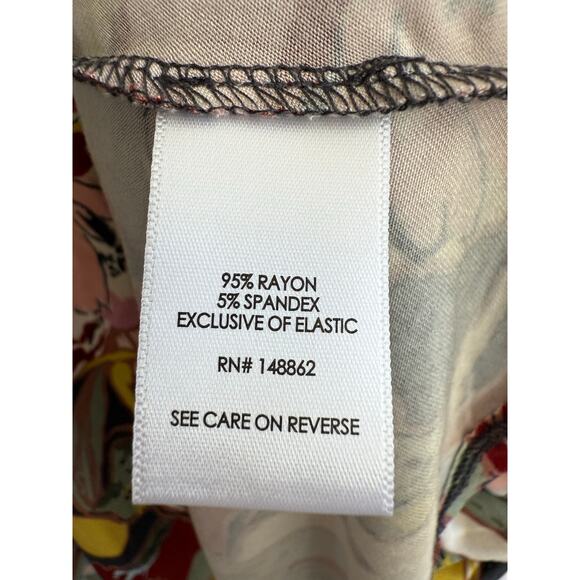 95% RAYON
5% SPANDEX
EXCLUSIVE OF ELASTIC
RN# 148862
SEE CARE ON REVERSE